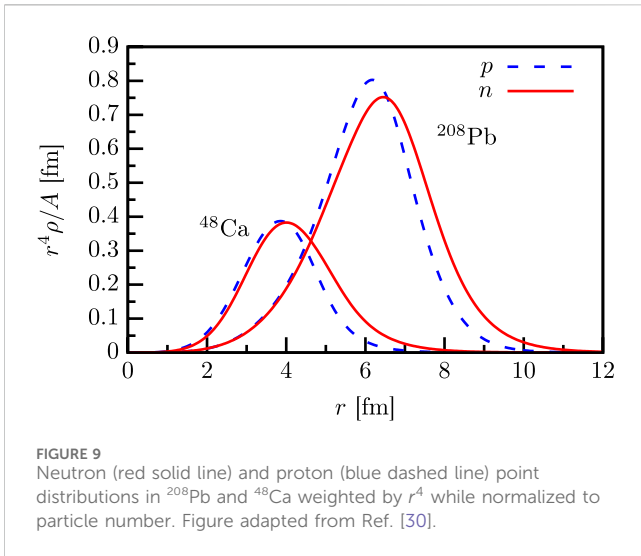 0.9
0.8
0.7
0.6
0.5
0.4
0.3
0.2
0.1
0
r⁴ρ/A [fm]
p
n
²⁰⁸Pb
⁴⁸Ca
0 2 4 6 8 10 12
r [fm]
FIGURE 9
Neutron (red solid line) and proton (blue dashed line) point
distributions in ²⁰⁸Pb and ⁴⁸Ca weighted by r⁴ while normalized to
particle number. Figure adapted from Ref. [30].